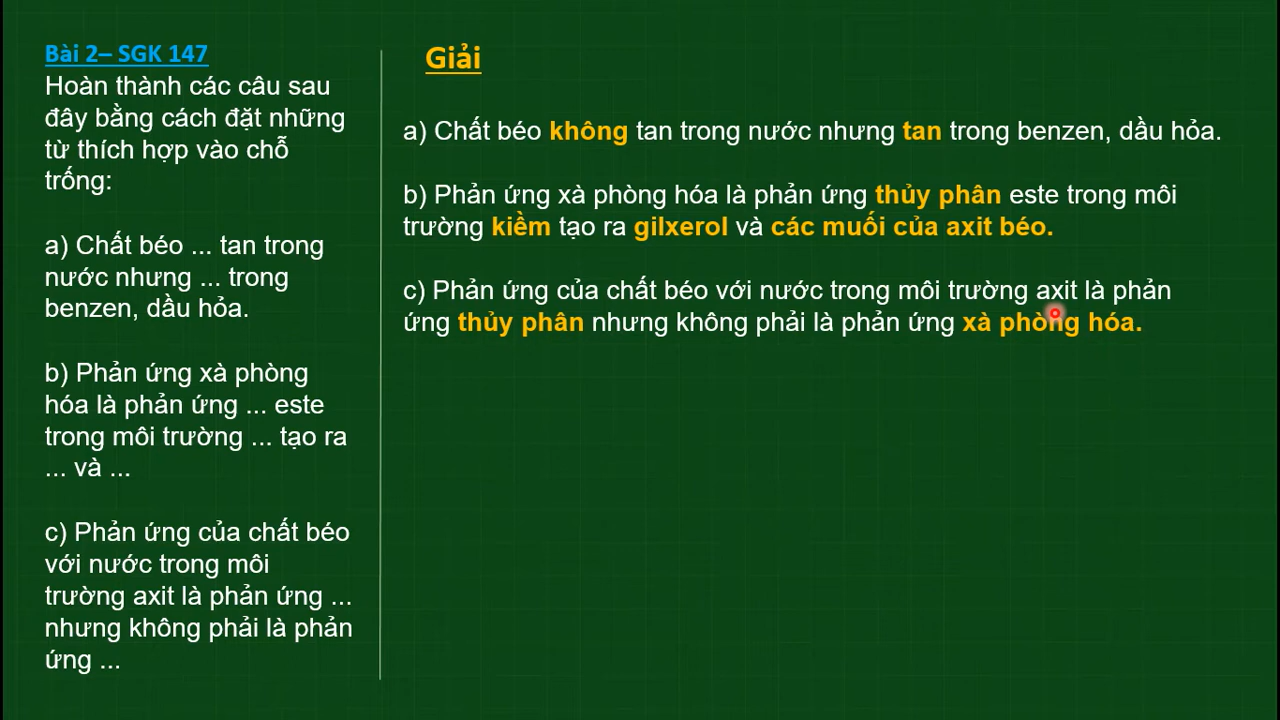 Bài 2– SGK 147
Hoàn thành các câu sau
đây bằng cách đặt những
từ thích hợp vào chỗ
trống:
a) Chất béo ... tan trong
nước nhưng ... trong
benzen, dầu hỏa.
b) Phản ứng xà phòng
hóa là phản ứng ... este
trong môi trường ... tạo ra
... và ...
c) Phản ứng của chất béo
với nước trong môi
trường axit là phản ứng ...
nhưng không phải là phản
ứng ...
Giải
a) Chất béo không tan trong nước nhưng tan trong benzen, dầu hỏa.
b) Phản ứng xà phòng hóa là phản ứng thủy phân este trong môi
trường kiềm tạo ra gilxerol và các muối của axit béo.
c) Phản ứng của chất béo với nước trong môi trường axit là phản
ứng thủy phân nhưng không phải là phản ứng xà phòng hóa.